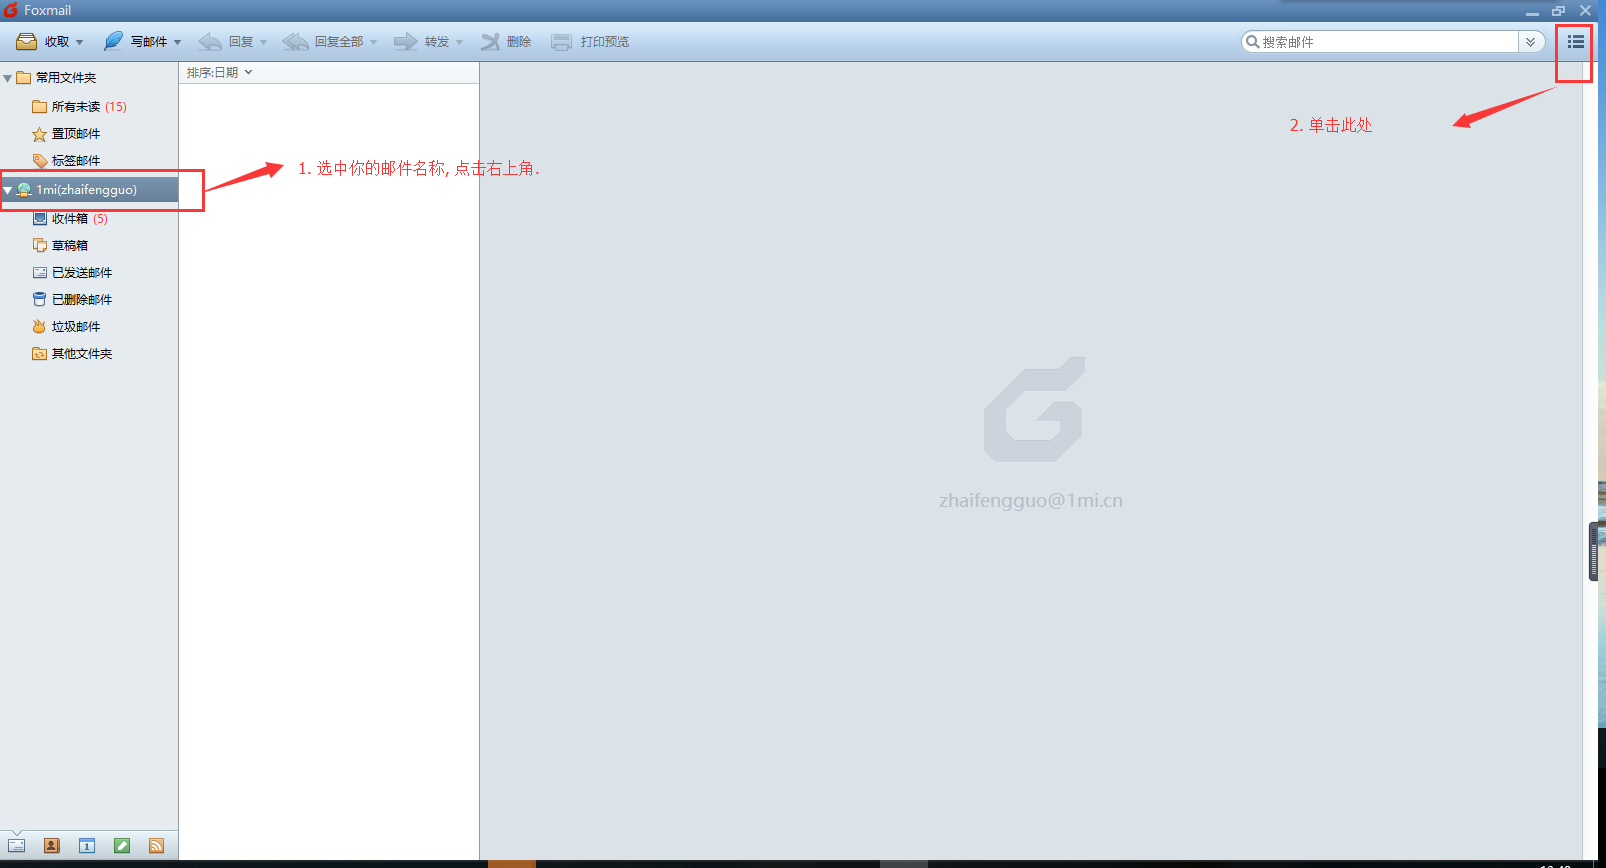 Foxmail
收取 写邮件 回复 回复全部 转发 删除 打印预览 搜索邮件
常用文件夹 排序:日期
所有未读 (15)
置顶邮件
标签邮件
1mi(zhaifengguo)
收件箱 (5)
草稿箱
已发送邮件
已删除邮件
垃圾邮件
其他文件夹
1. 选中你的邮件名称, 点击右上角.
2. 单击此处
zhaifengguo@1mi.cn
1